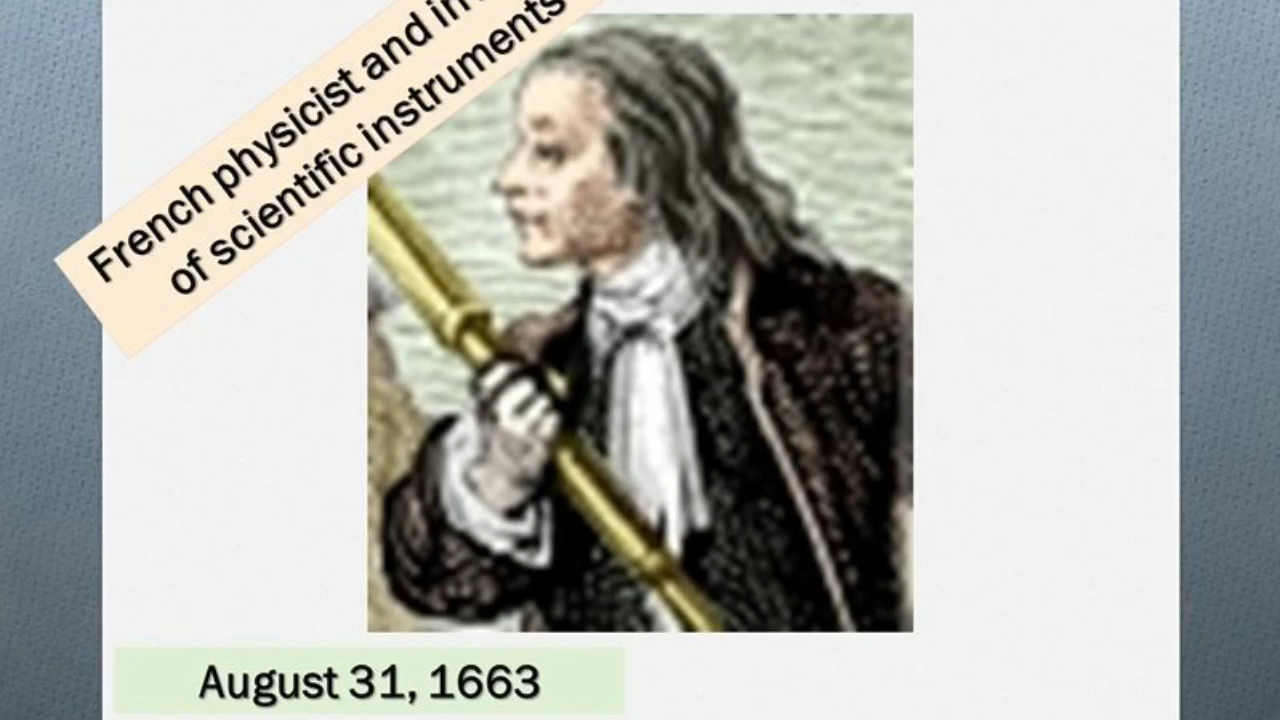 French physicist and in
of scientific instruments
August 31, 1663